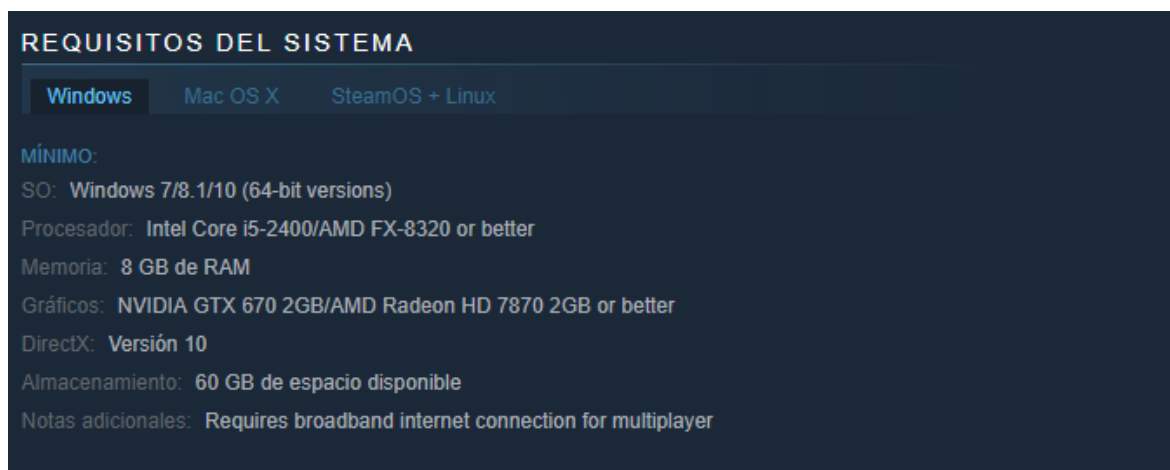 REQUISITOS DEL SISTEMA
Windows Mac OS X SteamOS + Linux
MÍNIMO:
SO: Windows 7/8.1/10 (64-bit versions)
Procesador: Intel Core i5-2400/AMD FX-8320 or better
Memoria: 8 GB de RAM
Gráficos: NVIDIA GTX 670 2GB/AMD Radeon HD 7870 2GB or better
DirectX: Versión 10
Almacenamiento: 60 GB de espacio disponible
Notas adicionales: Requires broadband internet connection for multiplayer